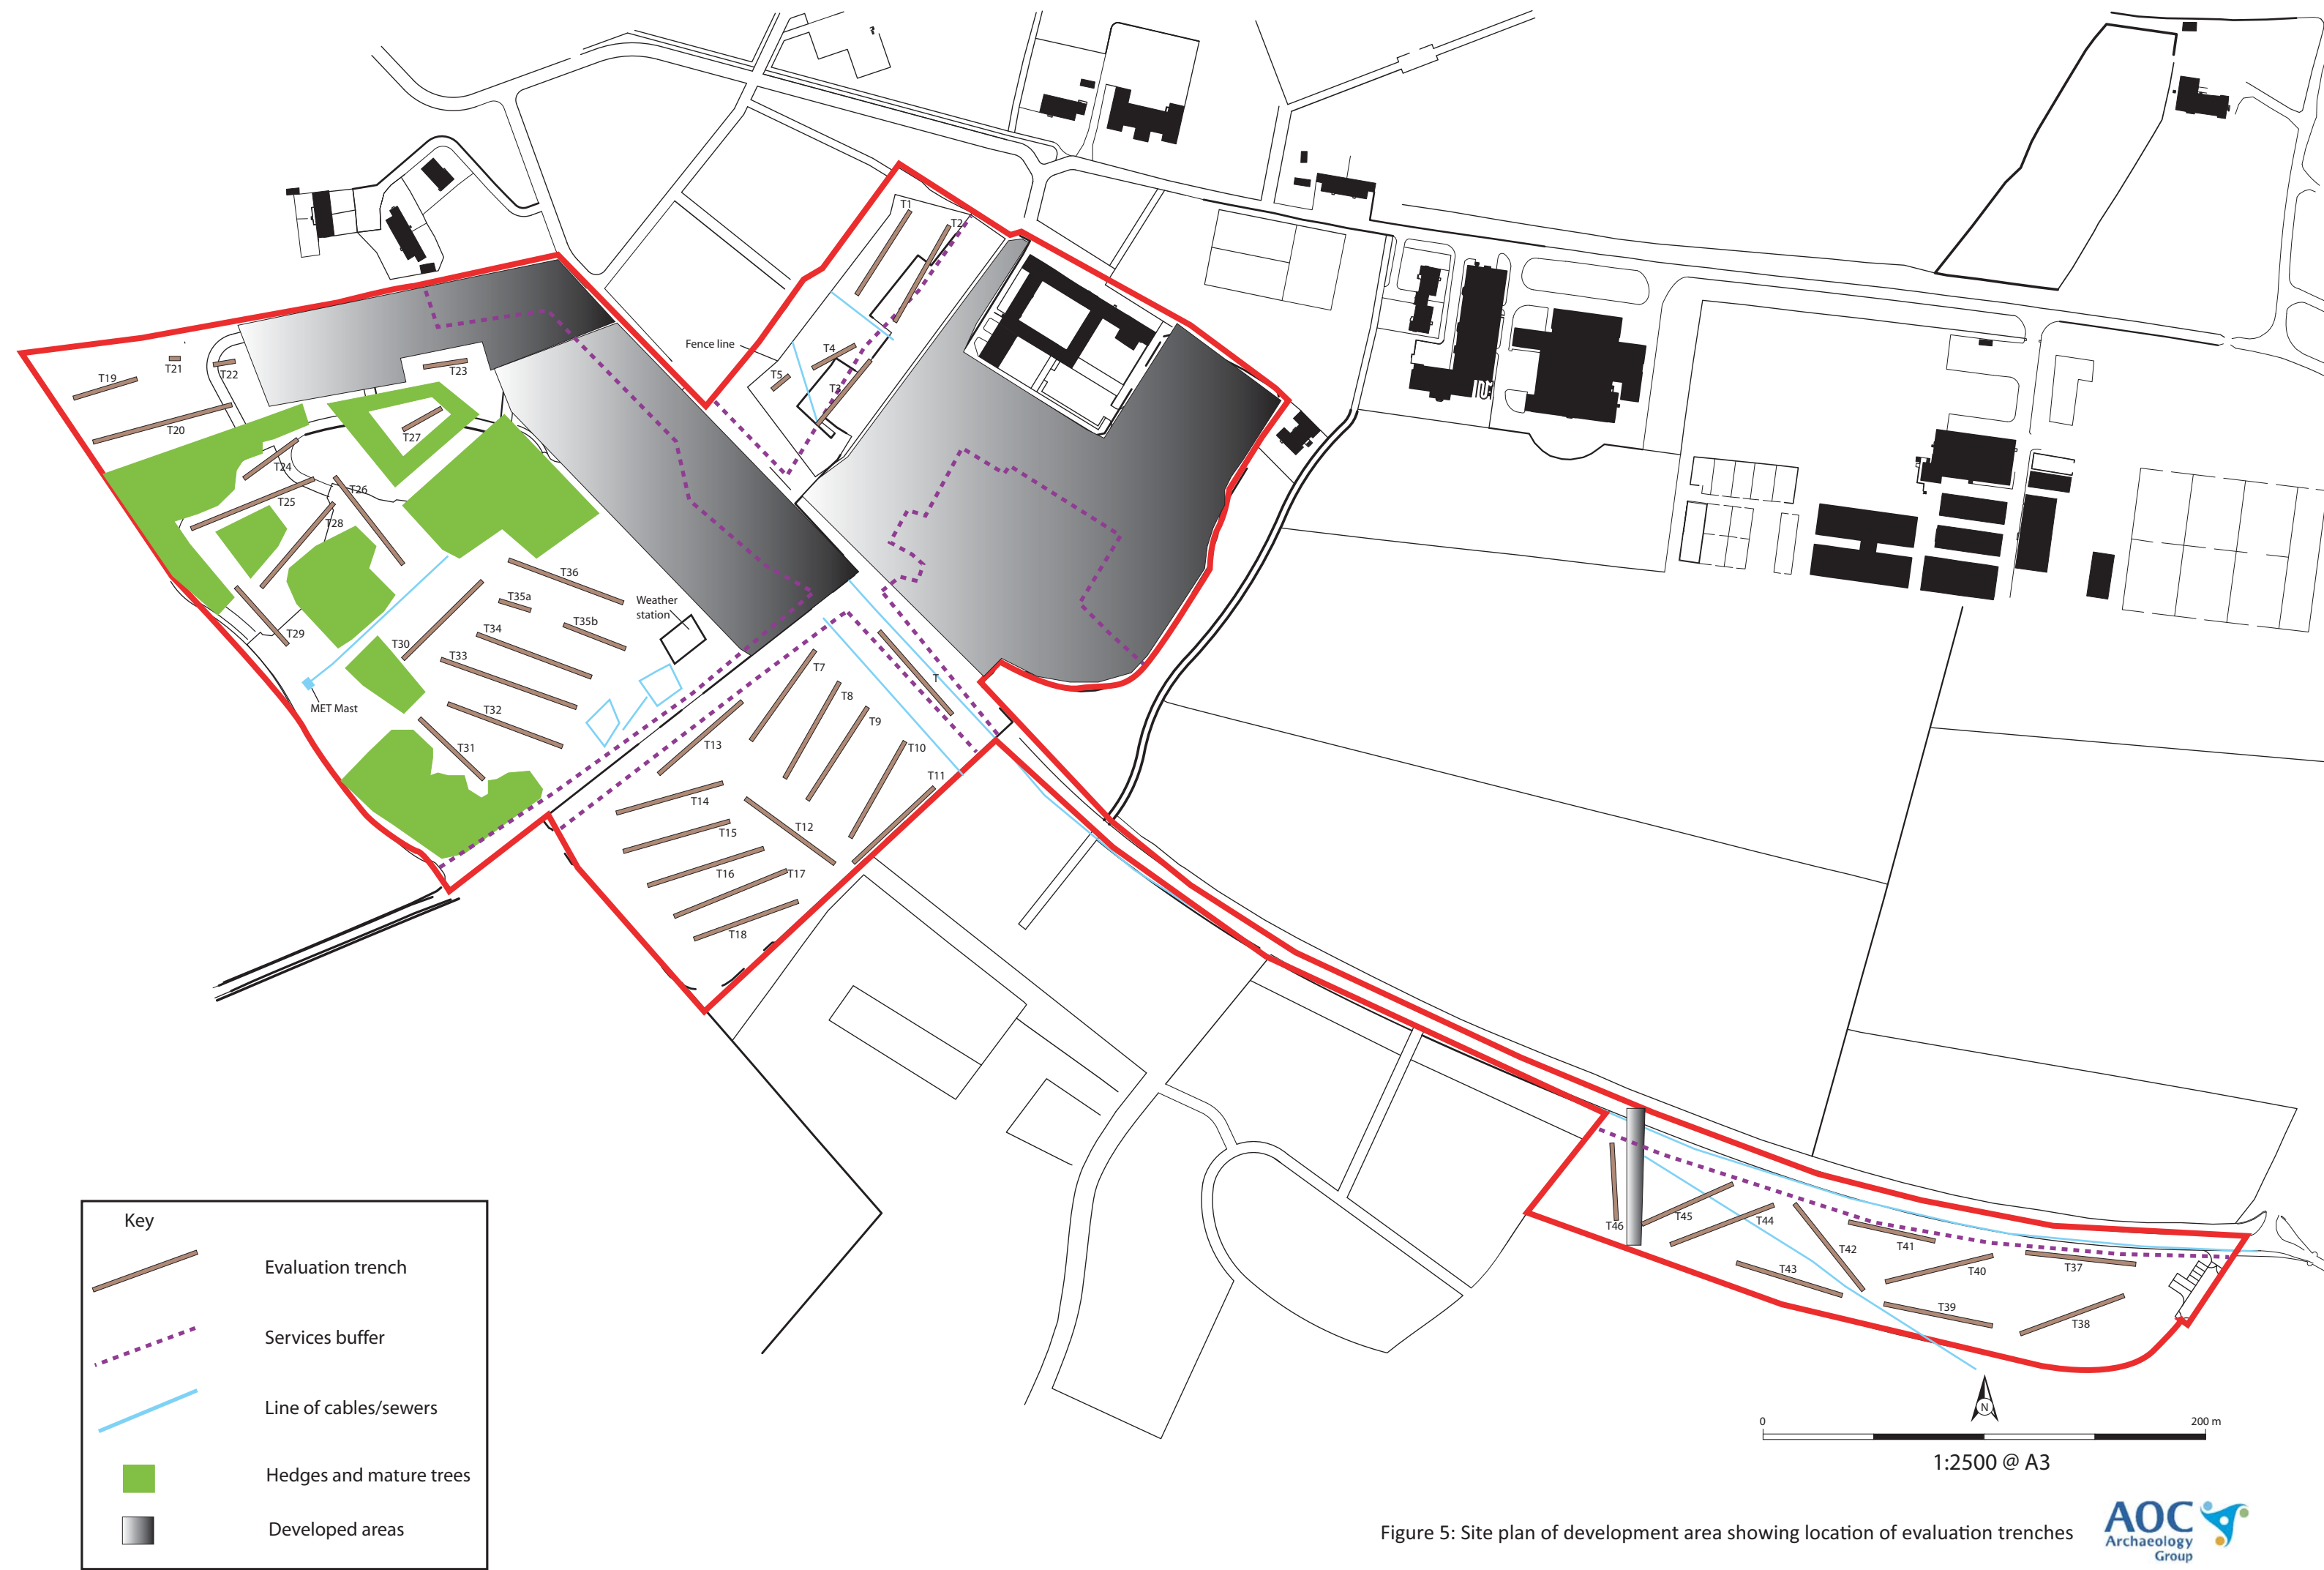 T1
T2
Fence line
T4
T5
T3
T19
T21
T22
T23
T20
T27
T24
T25
T26
T28
T36
T35a
Weather
station
T35b
T29
T34
T30
T33
T7
T
T8
MET Mast
T32
T9
T13
T31
T10
T11
T14
T12
T15
T16
T17
T18
Key
Evaluation trench
Services buffer
Line of cables/sewers
Hedges and mature trees
Developed areas
T46
T45
T44
T42
T41
T43
T40
T37
T39
T38
N
0
200 m
1:2500 @ A3
Figure 5: Site plan of development area showing location of evaluation trenches
AOC
Archaeology
Group